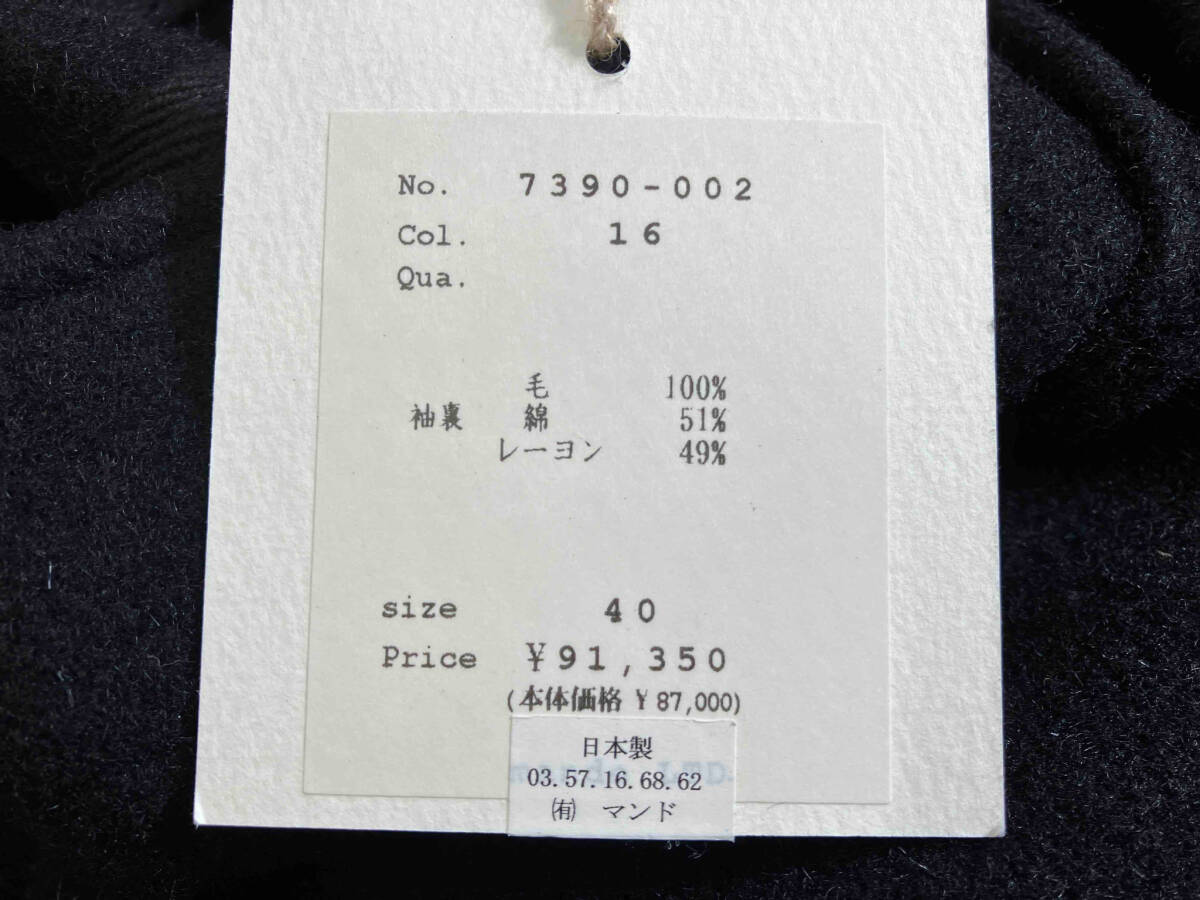 No. 7390-002
Col. 16
Qua.
毛 100%
袖裏 綿 51%
レーヨン 49%
size 40
Price ¥91,350
(本体価格 ¥87,000)
日本製
03.57.16.68.62
㈲ マンド